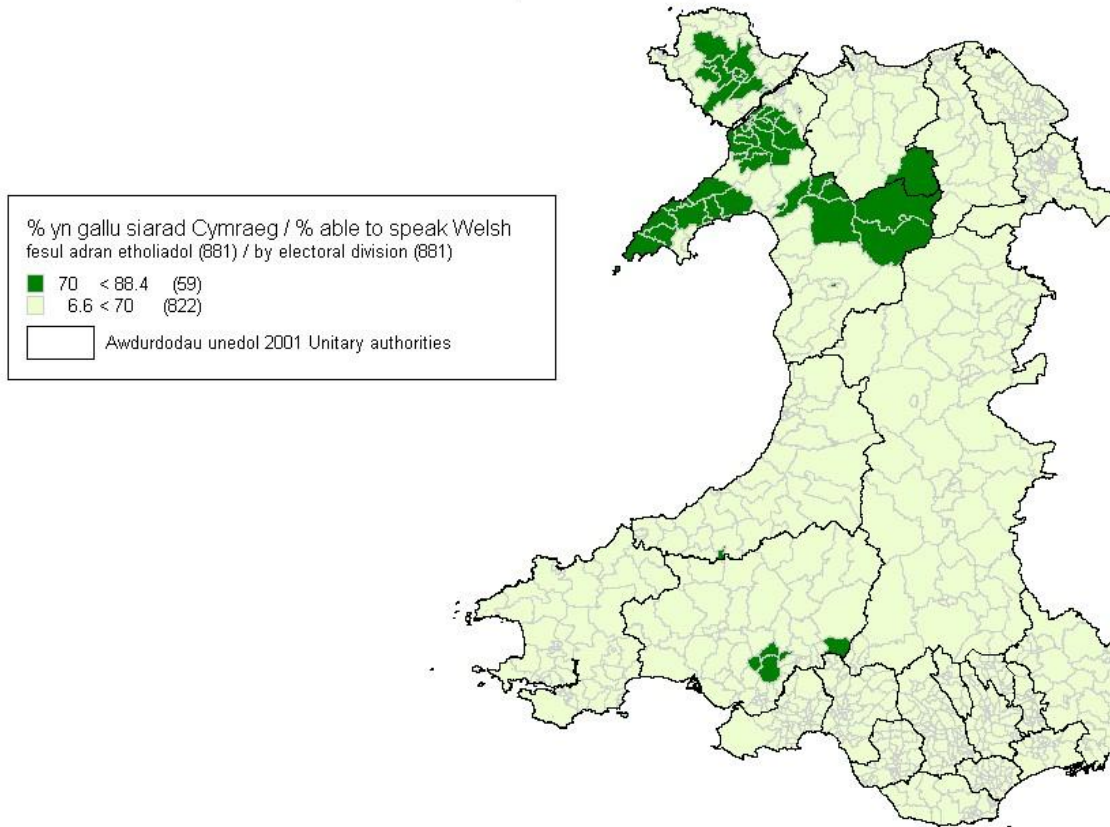 % yn gallu siarad Cymraeg / % able to speak Welsh
fesul adran etholiadol (881) / by electoral division (881)
70 < 88.4 (59)
6.6 < 70 (822)
Awdurdodau unedol 2001 Unitary authorities